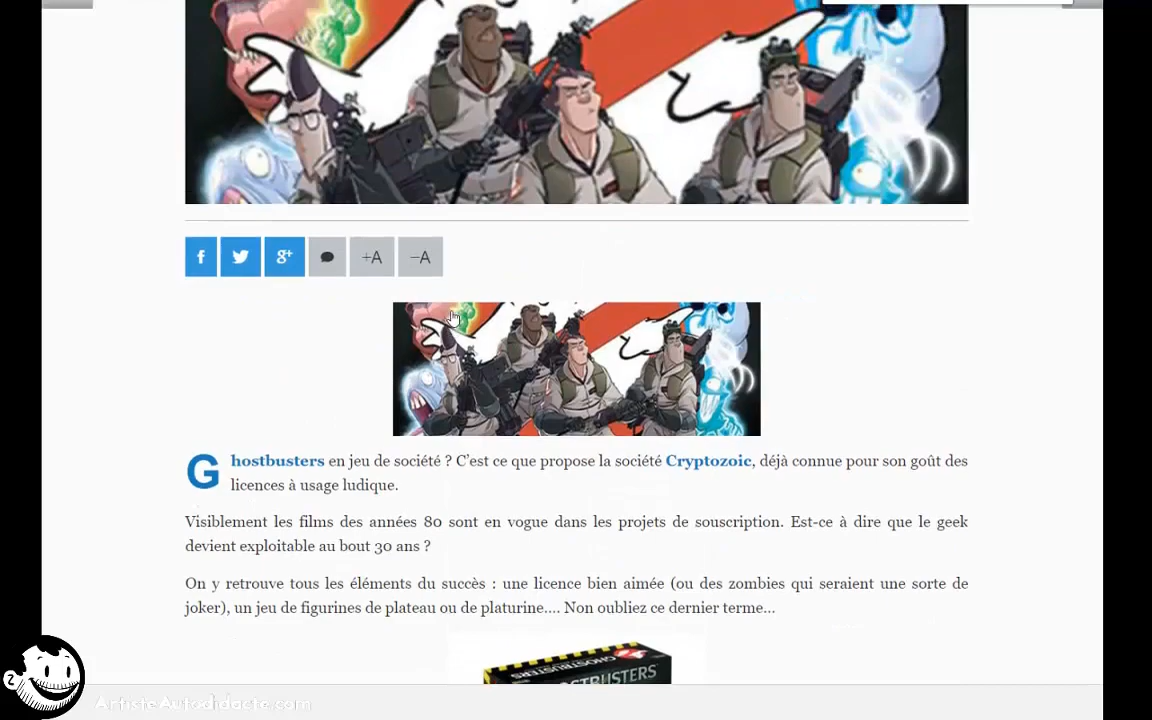 f g+ +A −A
Ghostbusters en jeu de société ? C'est ce que propose la société Cryptozoic, déjà connue pour son goût des
licences à usage ludique.
Visiblement les films des années 80 sont en vogue dans les projets de souscription. Est-ce à dire que le geek
devient exploitable au bout 30 ans ?
On y retrouve tous les éléments du succès : une licence bien aimée (ou des zombies qui seraient une sorte de
joker), un jeu de figurines de plateau ou de platurine.... Non oubliez ce dernier terme...
GHOSTBUSTERS
GHOSTBUSTERS
ArtisteAutodidacte.com